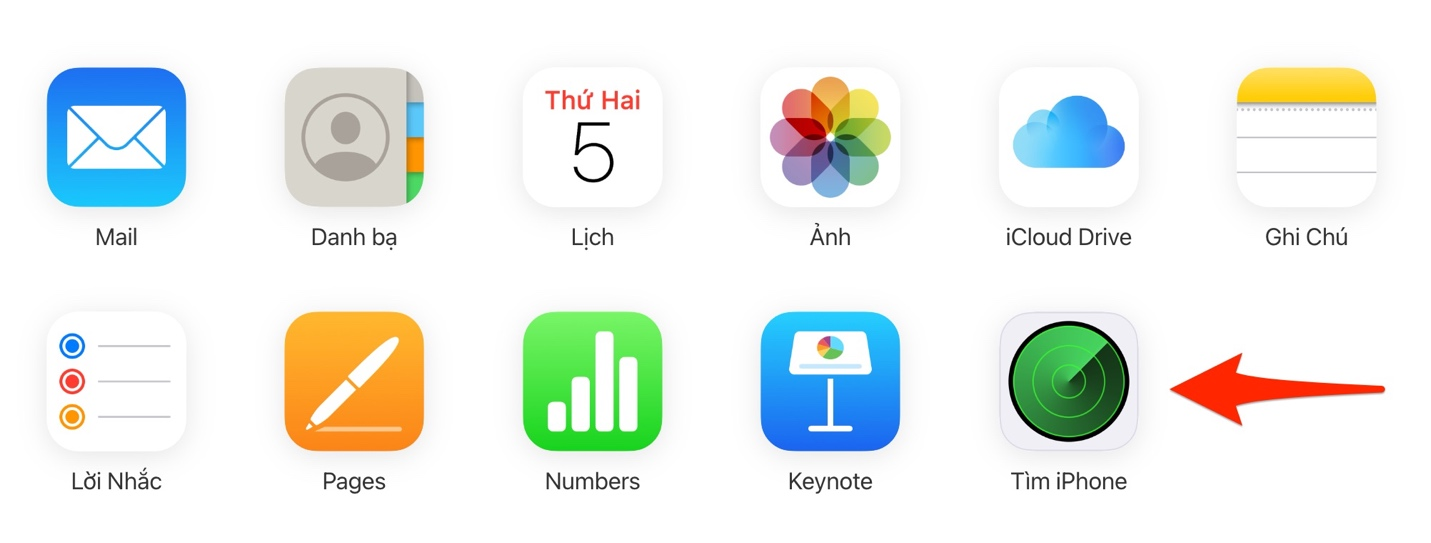 Thứ Hai
5
Mail
Danh bạ
Lịch
Ảnh
iCloud Drive
Ghi Chú
Lời Nhắc
Pages
Numbers
Keynote
Tìm iPhone